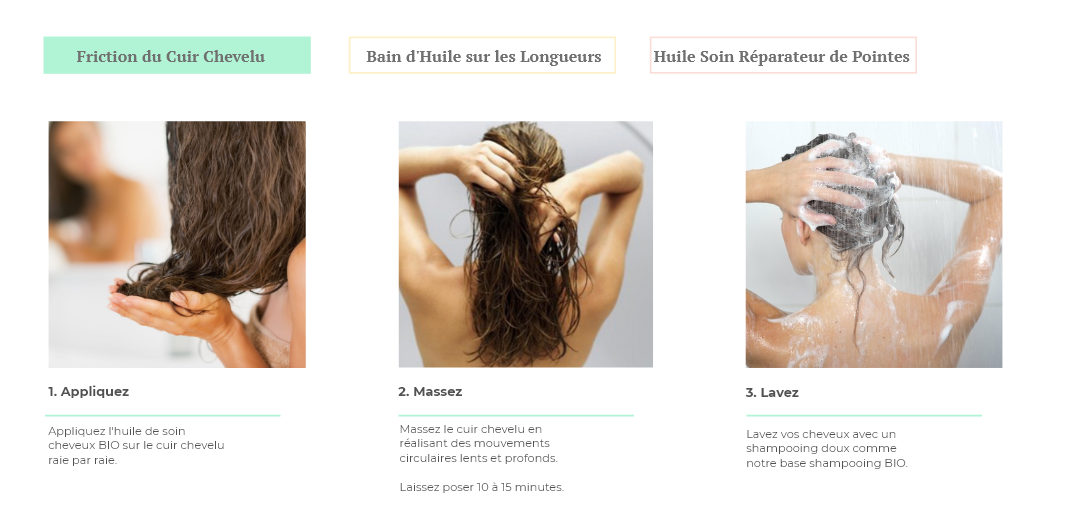 Friction du Cuir Chevelu
Bain d'Huile sur les Longueurs
Huile Soin Réparateur de Pointes
1. Appliquez
Appliquez l'huile de soin
cheveux BIO sur le cuir chevelu
raie par raie.
2. Massez
Massez le cuir chevelu en
réalisant des mouvements
circulaires lents et profonds.
Laissez poser 10 à 15 minutes.
3. Lavez
Lavez vos cheveux avec un
shampooing doux comme
notre base shampooing BIO.